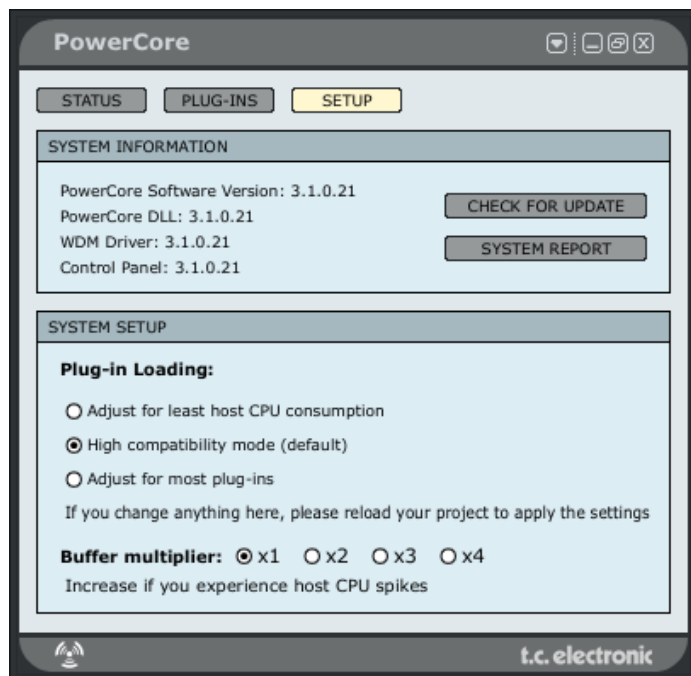 PowerCore
STATUS PLUG-INS SETUP
SYSTEM INFORMATION
PowerCore Software Version: 3.1.0.21
PowerCore DLL: 3.1.0.21
WDM Driver: 3.1.0.21
Control Panel: 3.1.0.21
CHECK FOR UPDATE
SYSTEM REPORT
SYSTEM SETUP
Plug-in Loading:
Adjust for least host CPU consumption
High compatibility mode (default)
Adjust for most plug-ins
If you change anything here, please reload your project to apply the settings
Buffer multiplier: x1 x2 x3 x4
Increase if you experience host CPU spikes
t.c. electronic